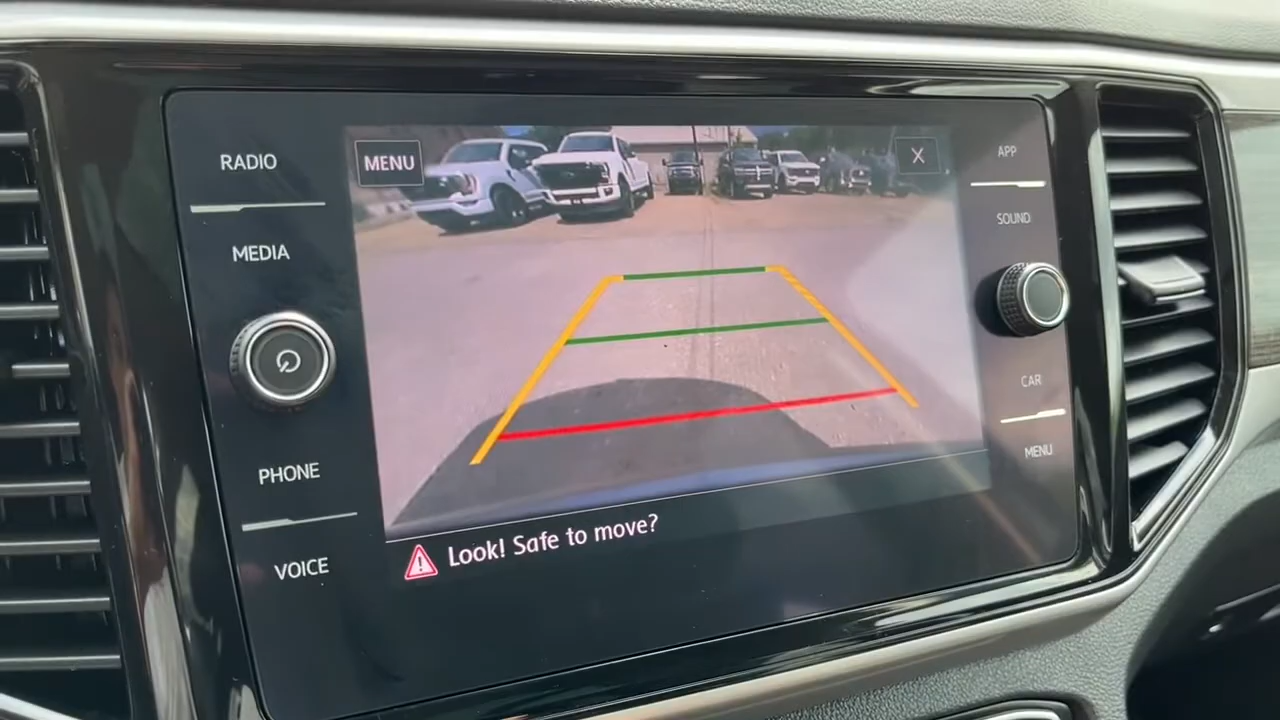 RADIO
MEDIA
PHONE
VOICE
MENU
X
Look! Safe to move?
APP
SOUND
CAR
MENU